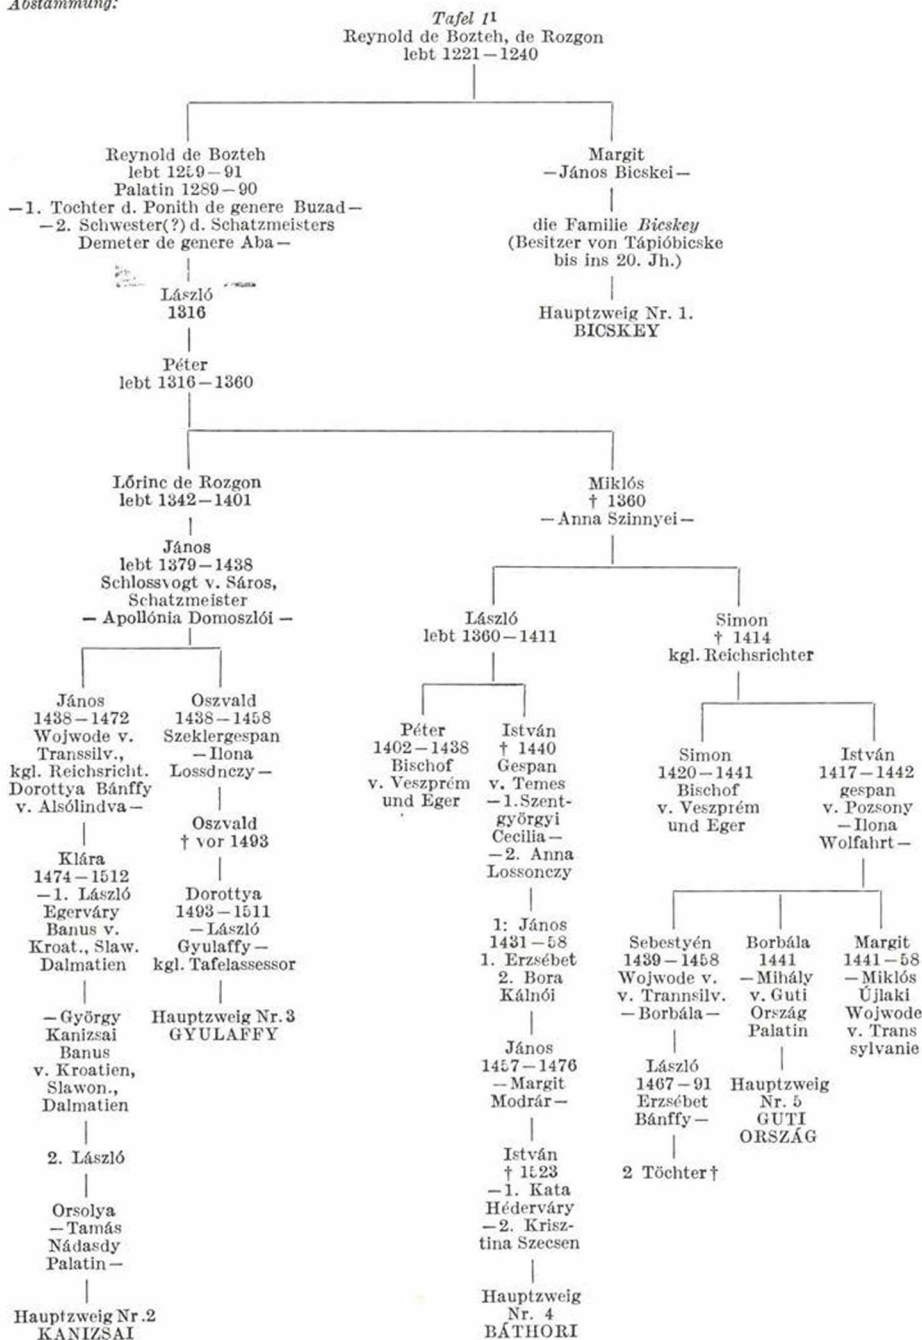 Abstammung:
Tafel I¹
Reynold de Bozteh, de Rozgon
lebt 1221–1240
Reynold de Bozteh
lebt 1259–91
Palatin 1289–90
—1. Tochter d. Ponith de genere Buzad—
—2. Schwester(?) d. Schatzmeisters
Demeter de genere Aba—
László
1316
Péter
lebt 1316–1360
Margit
—János Bicskei—
die Familie Bicskey
(Besitzer von Tápióbicske
bis ins 20. Jh.)
Hauptzweig Nr. 1.
BICSKEY
Lőrinc de Rozgon
lebt 1342–1401
János
lebt 1379–1438
Schlossvogt v. Sáros,
Schatzmeister
— Apollónia Domoszlói —
Miklós
† 1360
—Anna Szinnyei—
László
lebt 1360–1411
Simon
† 1414
kgl. Reichsrichter
János
1438–1472
Wojwode v.
Transsilv.,
kgl. Reichsricht.
Dorottya Bánffy
v. Alsólindva—
Klára
1474–1512
—1. László
Egerváry
Banus v.
Kroat., Slaw.
Dalmatien
—György
Kanizsai
Banus
v. Kroatien,
Slawon.,
Dalmatien
2. László
Orsolya
—Tamás
Nádasdy
Palatin—
Hauptzweig Nr.2
KANIZSAI
Oszvald
1438–1458
Szeklergespan
—Ilona
Lossdnczy—
Oszvald
† vor 1493
Dorottya
1493–1511
—László
Gyulaffy—
kgl. Tafelassessor
Hauptzweig Nr. 3
GYULAFFY
Péter
1402–1438
Bischof
v. Veszprém
und Eger
István
† 1440
Gespan
v. Temes
—1.Szent-
györgyi
Cecilia—
—2. Anna
Lossonczy
1: János
1431–58
1. Erzsébet
2. Bora
Kálnói
János
1457–1476
—Margit
Modrár—
István
† 1523
—1. Kata
Héderváry
—2. Krisz-
tina Szecsen
Hauptzweig
Nr. 4
BÁTHORI
Simon
1420–1441
Bischof
v. Veszprém
und Eger
István
1417–1442
gespan
v. Pozsony
—Ilona
Wolfahrt—
Sebestyén
1439–1458
Wojwode v.
v. Trannsilv.
—Borbála—
László
1467–91
Erzsébet
Bánffy—
2 Töchter†
Borbála
1441
—Mihály
v. Guti
Ország
Palatin
Hauptzweig
Nr. 5
GUTI
ORSZÁG
Margit
1441–58
—Miklós
Újlaki
Wojwode
v. Trans
sylvanie